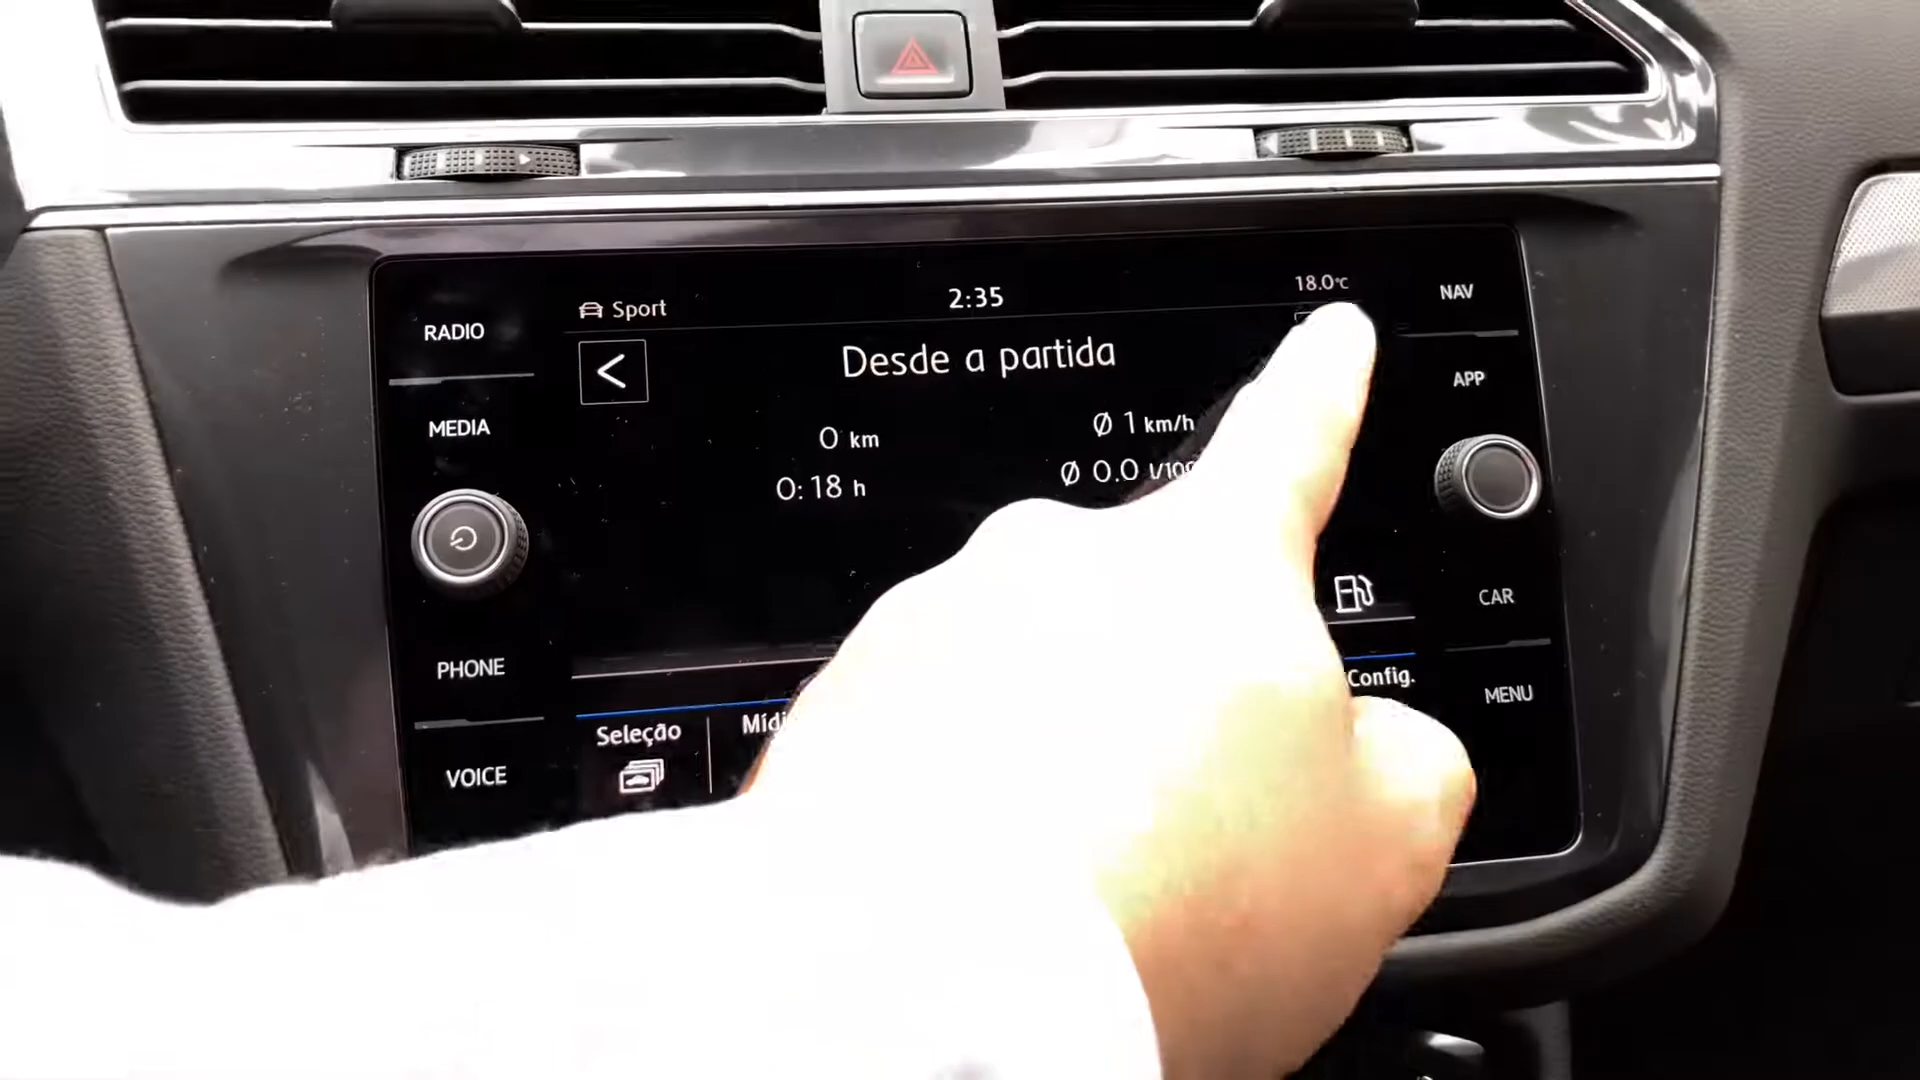 Sport
2:35
18.0°C
RADIO
NAV
Desde a partida
MEDIA
APP
0 km
Ø 1 km/h
0:18 h
Ø 0.0
PHONE
CAR
Config.
MENU
Seleção
VOICE